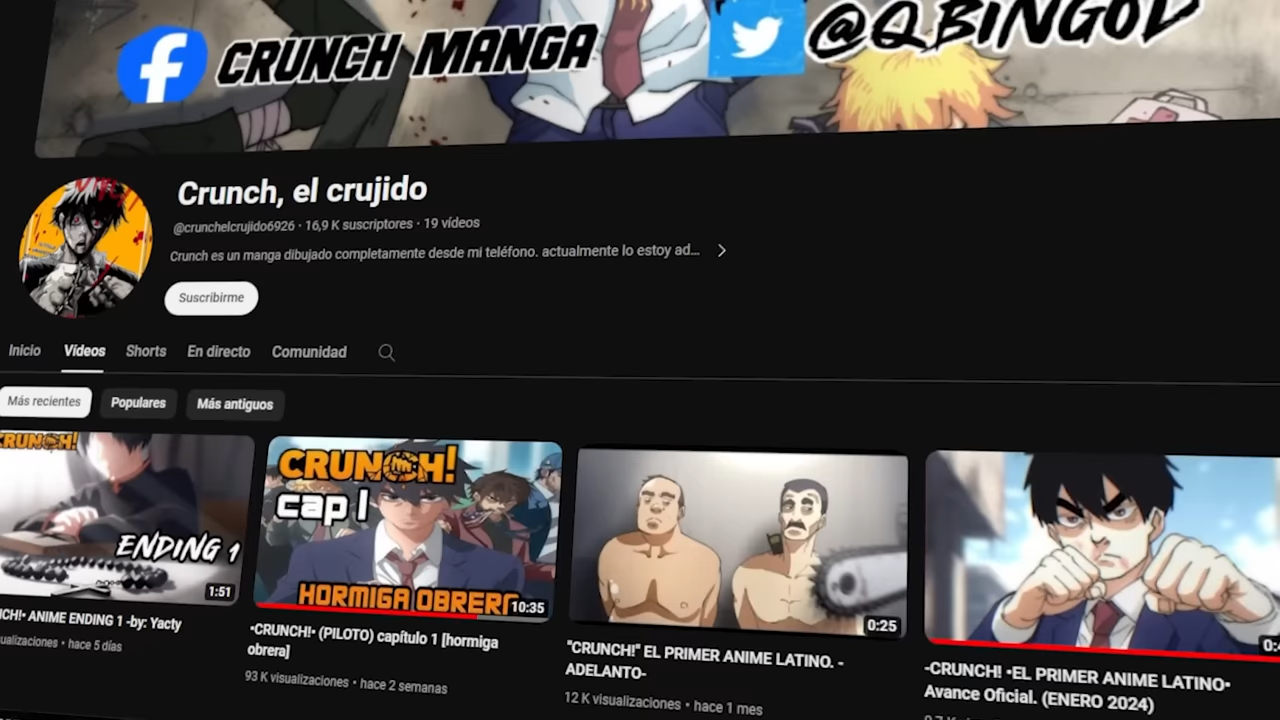 CRUNCH MANGA
@QBINGOD
Crunch, el crujido
@crunchelcrujido6926 · 16,9 K suscriptores · 19 vídeos
Crunch es un manga dibujado completamente desde mi teléfono. actualmente lo estoy ad...
Suscribirme
Inicio Vídeos Shorts En directo Comunidad
Más recientes Populares Más antiguos
CRUNCH!
ENDING 1
1:51
CRUNCH!
cap 1
HORMIGA OBRERA
10:35
0:25
NCH!• ANIME ENDING 1 -by: Yacty
ualizaciones • hace 5 días
•CRUNCH!• (PILOTO) capítulo 1 [hormiga
obrera]
93 K visualizaciones • hace 2 semanas
"CRUNCH!" EL PRIMER ANIME LATINO. -
ADELANTO-
12 K visualizaciones • hace 1 mes
-CRUNCH! •EL PRIMER ANIME LATINO•
Avance Oficial. (ENERO 2024)